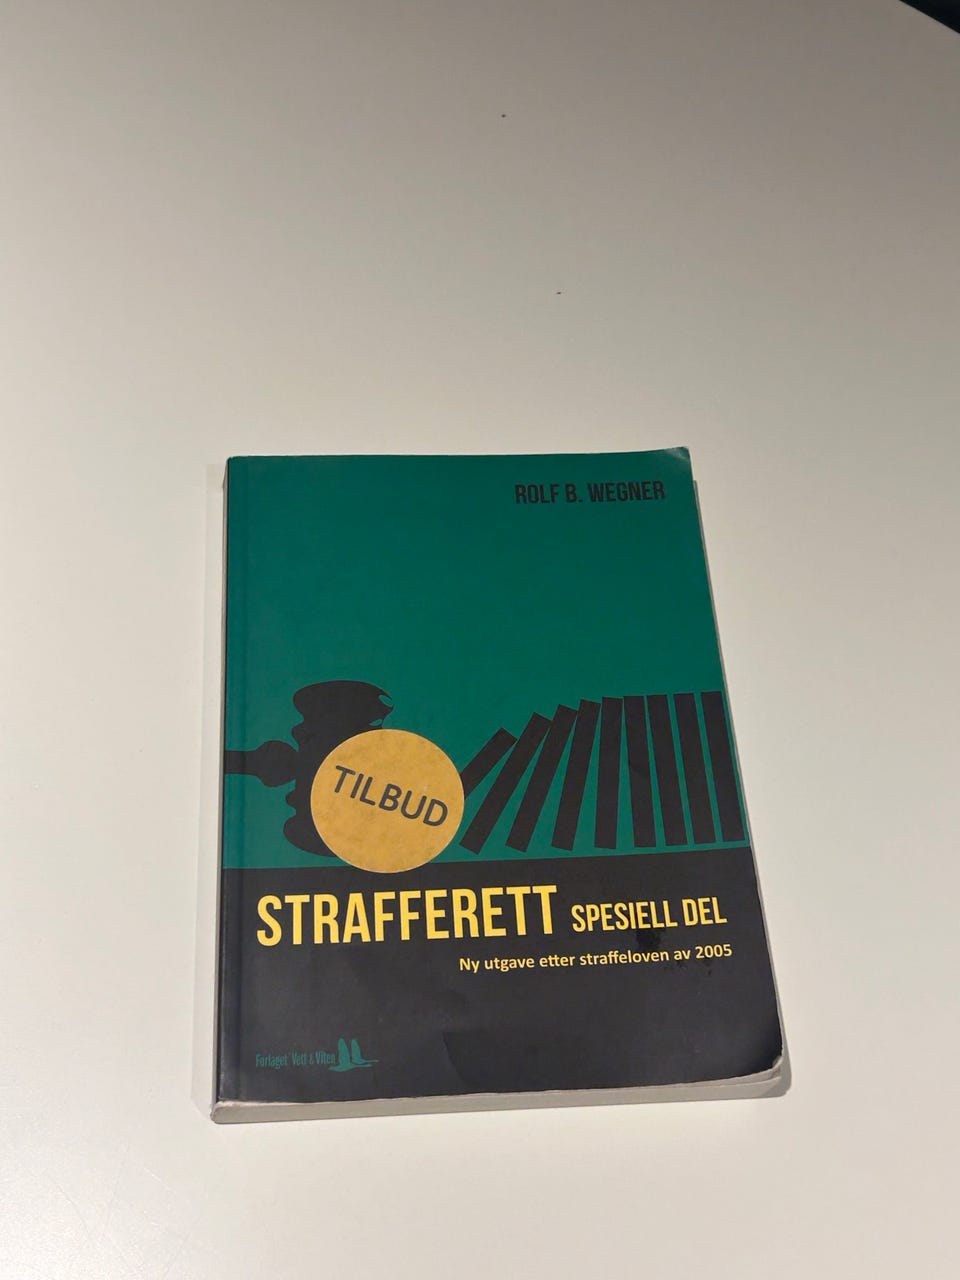 ROLF B. WEGNER
TILBUD
STRAFFERETT SPESIELL DEL
Ny utgave etter straffeloven av 2005
Forlaget Vett & Viten